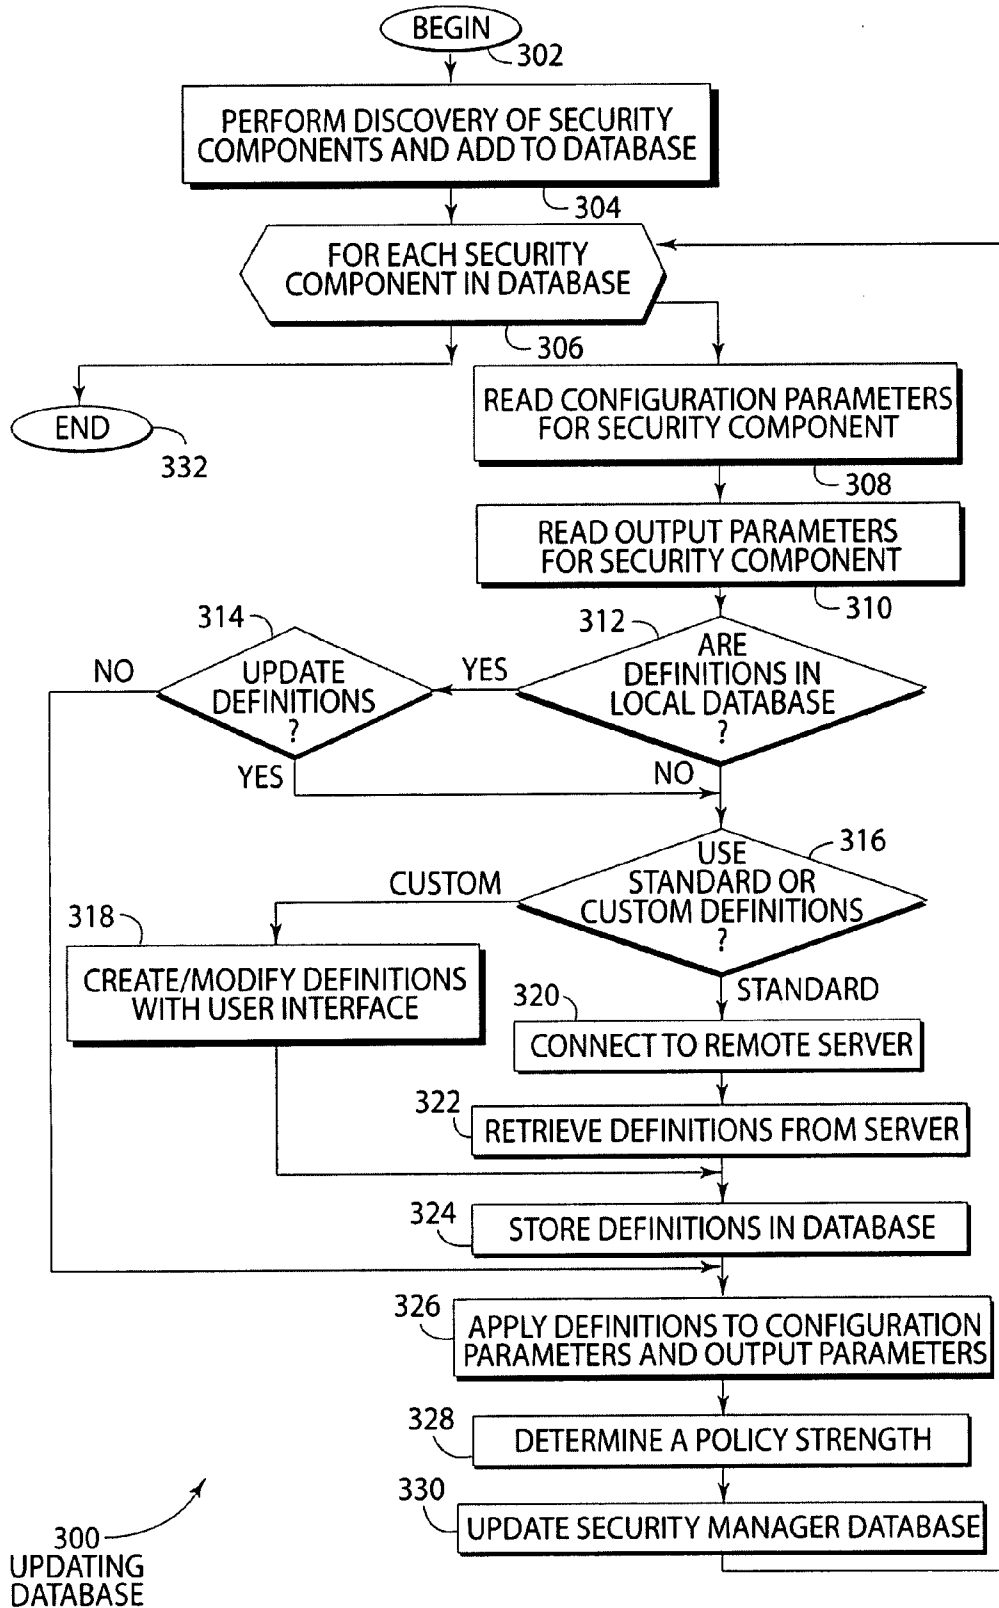 BEGIN
302
PERFORM DISCOVERY OF SECURITY
COMPONENTS AND ADD TO DATABASE
304
FOR EACH SECURITY
COMPONENT IN DATABASE
306
END
332
READ CONFIGURATION PARAMETERS
FOR SECURITY COMPONENT
308
READ OUTPUT PARAMETERS
FOR SECURITY COMPONENT
310
312
ARE
DEFINITIONS IN
LOCAL DATABASE
?
YES
NO
314
UPDATE
DEFINITIONS
?
NO
YES
316
USE
STANDARD OR
CUSTOM DEFINITIONS
?
CUSTOM
STANDARD
318
CREATE/MODIFY DEFINITIONS
WITH USER INTERFACE
320
CONNECT TO REMOTE SERVER
322
RETRIEVE DEFINITIONS FROM SERVER
324
STORE DEFINITIONS IN DATABASE
326
APPLY DEFINITIONS TO CONFIGURATION
PARAMETERS AND OUTPUT PARAMETERS
328
DETERMINE A POLICY STRENGTH
330
UPDATE SECURITY MANAGER DATABASE
300
UPDATING
DATABASE